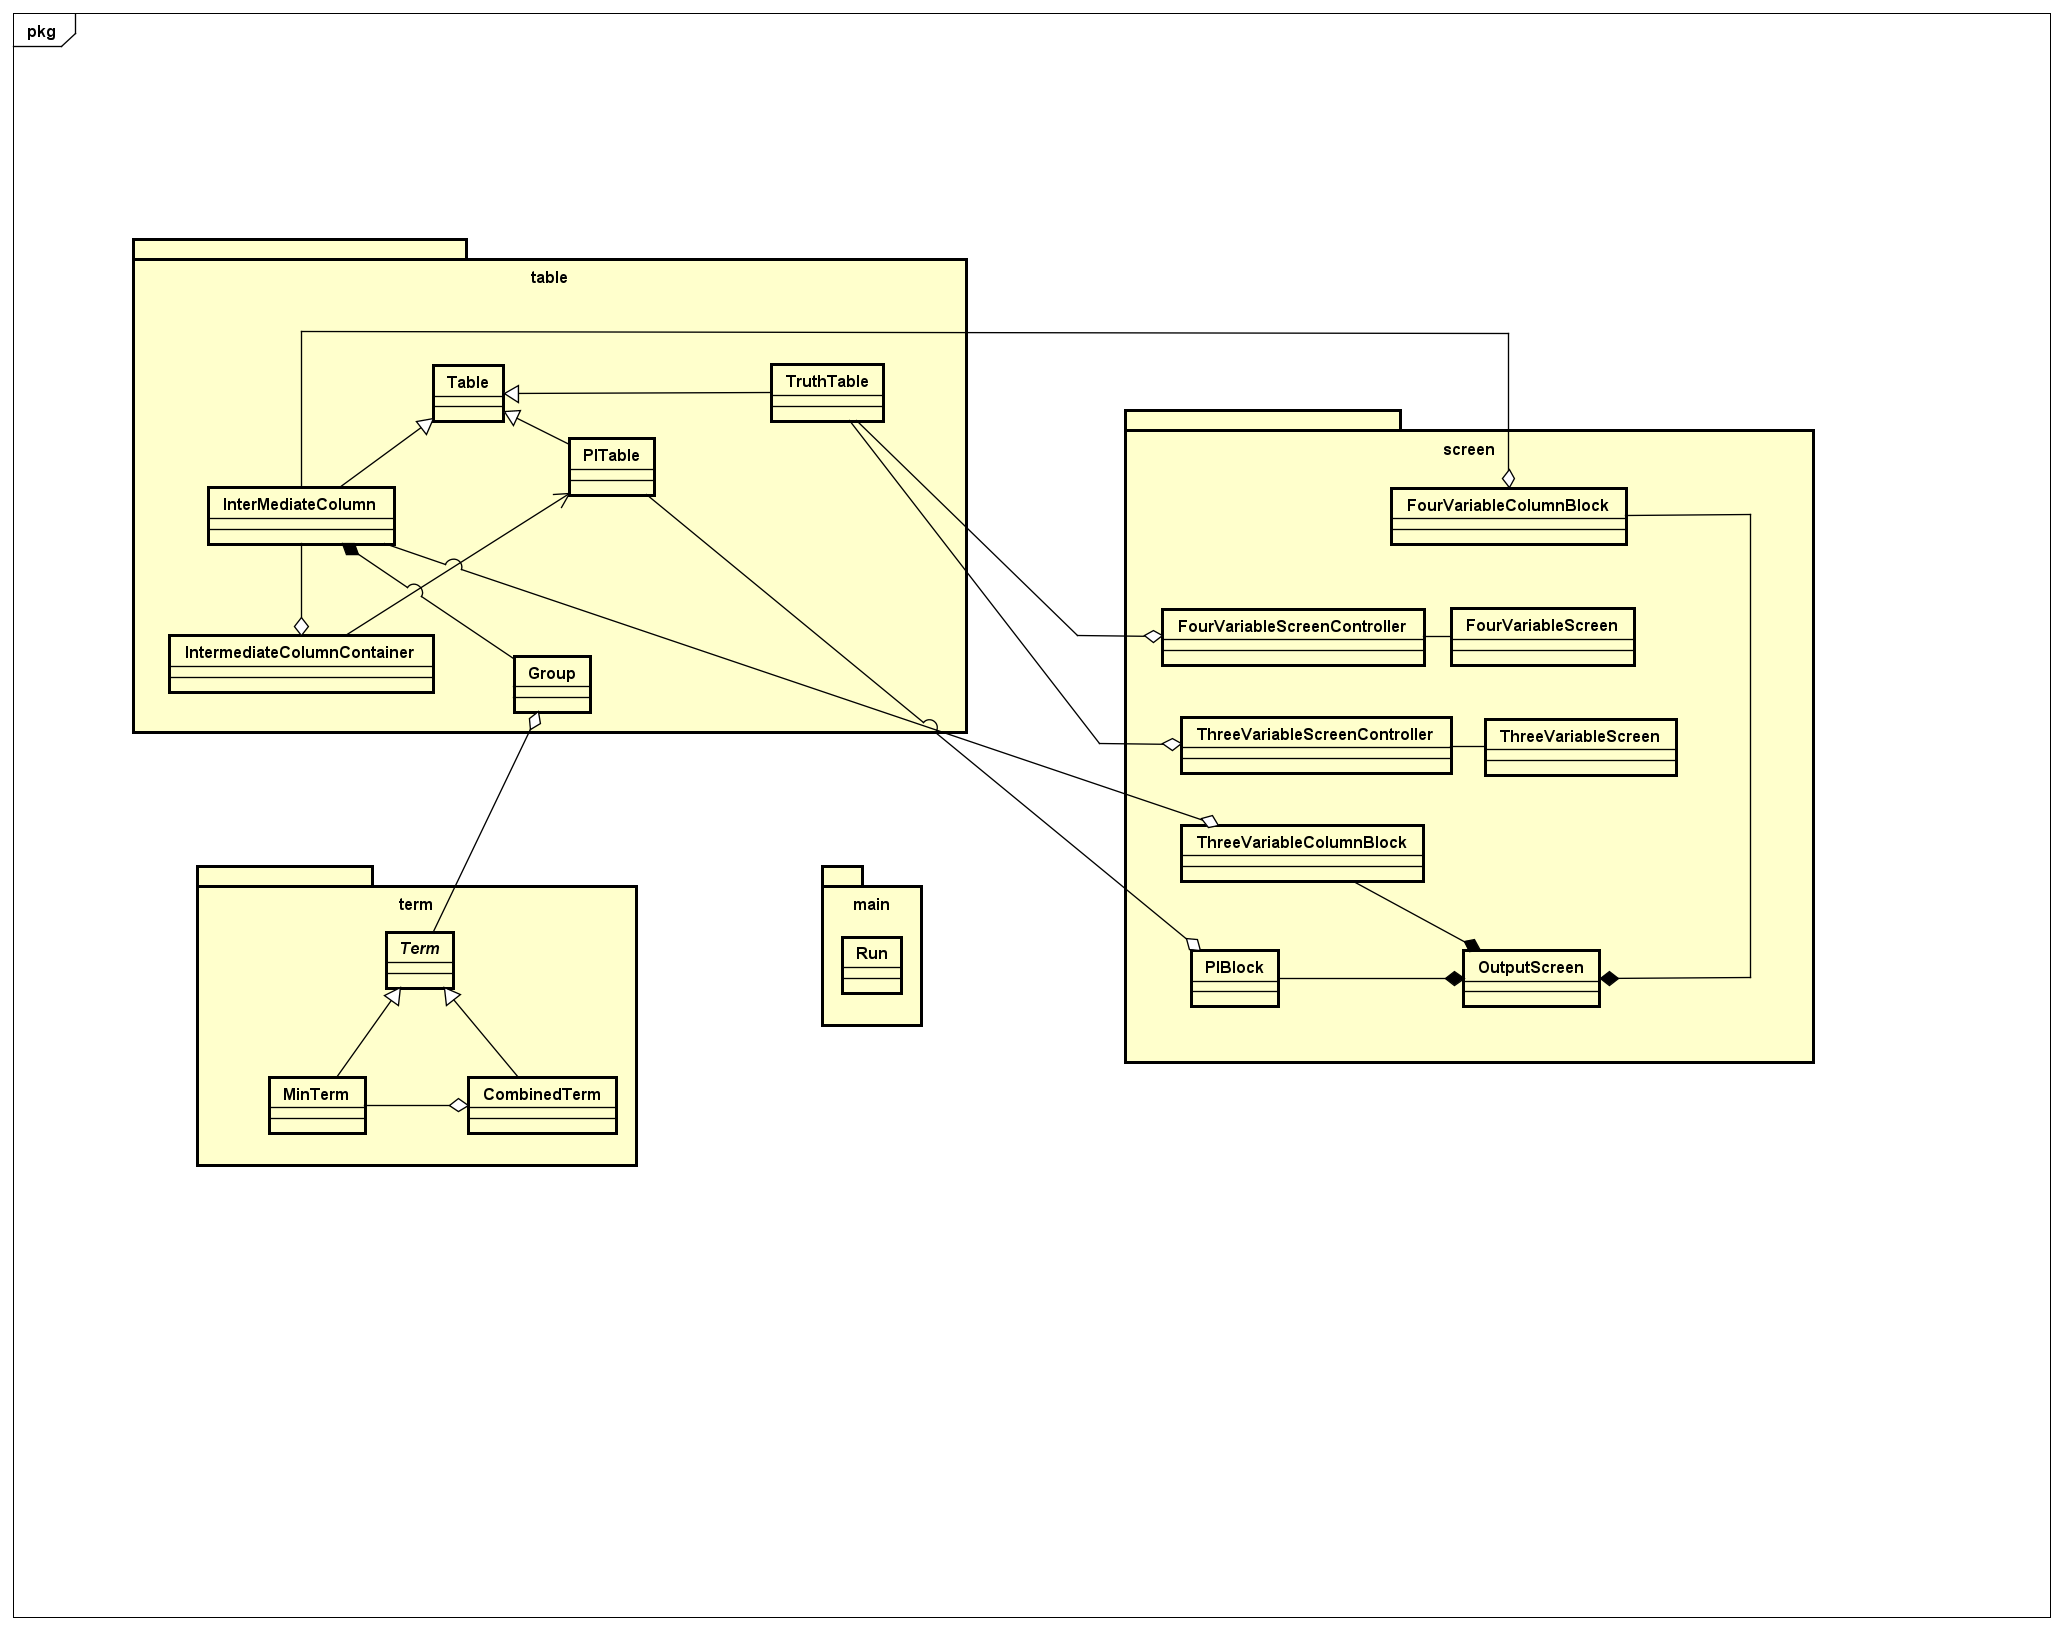 pkg
table
Table
TruthTable
PITable
InterMediateColumn
IntermediateColumnContainer
Group
screen
FourVariableColumnBlock
FourVariableScreenController
FourVariableScreen
ThreeVariableScreenController
ThreeVariableScreen
ThreeVariableColumnBlock
PIBlock
OutputScreen
term
Term
MinTerm
CombinedTerm
main
Run